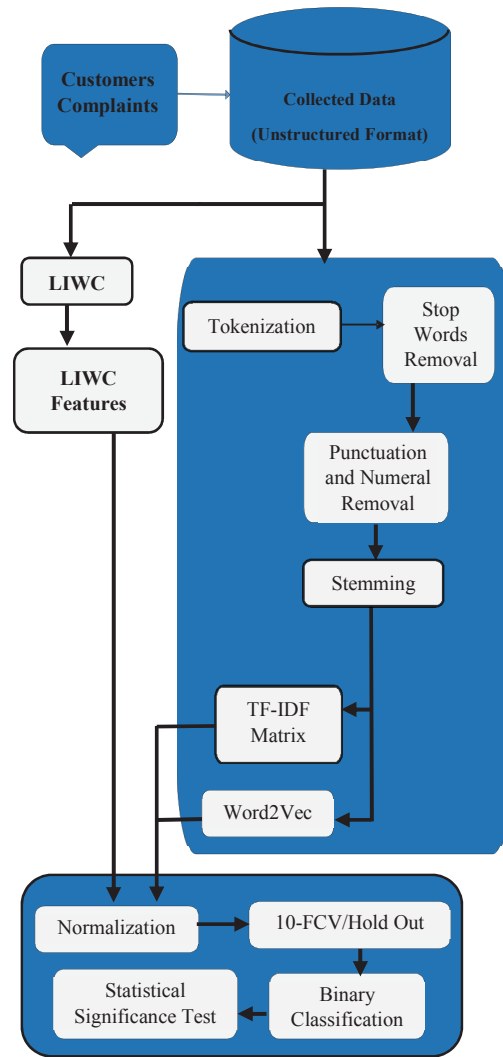 Customers
Complaints
Collected Data
(Unstructured Format)
LIWC
LIWC
Features
Tokenization
Stop
Words
Removal
Punctuation
and Numeral
Removal
Stemming
TF-IDF
Matrix
Word2Vec
Normalization
10-FCV/Hold Out
Statistical
Significance Test
Binary
Classification